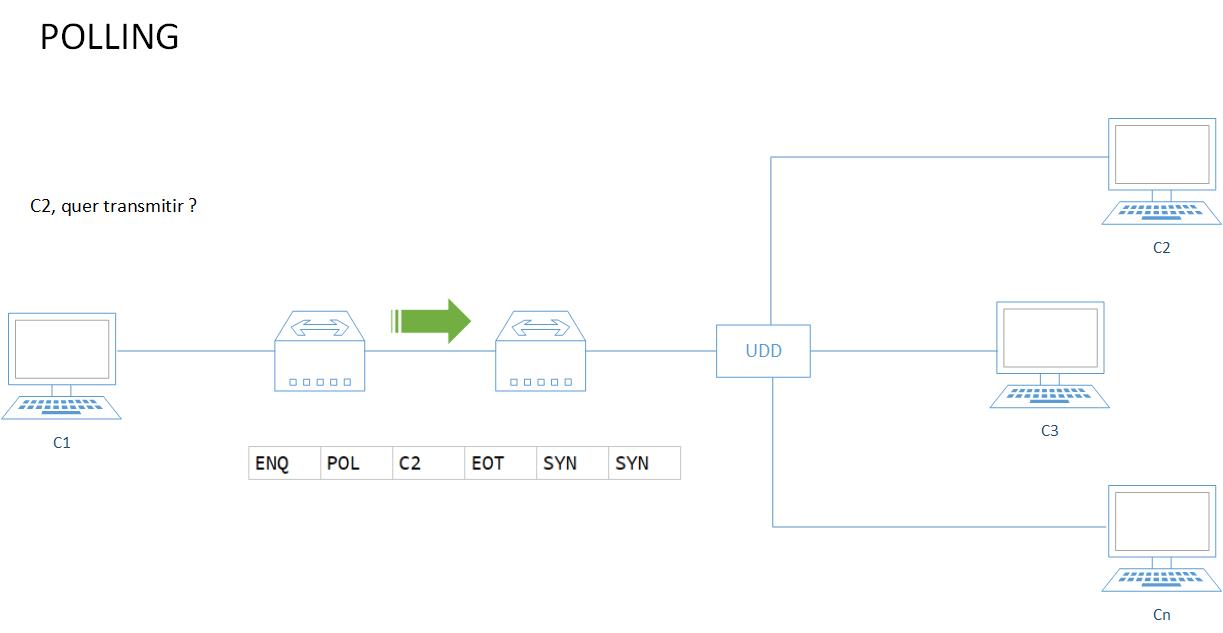 POLLING
C2, quer transmitir ?
C2
UDD
C1
C3
ENQ POL C2 EOT SYN SYN
Cn